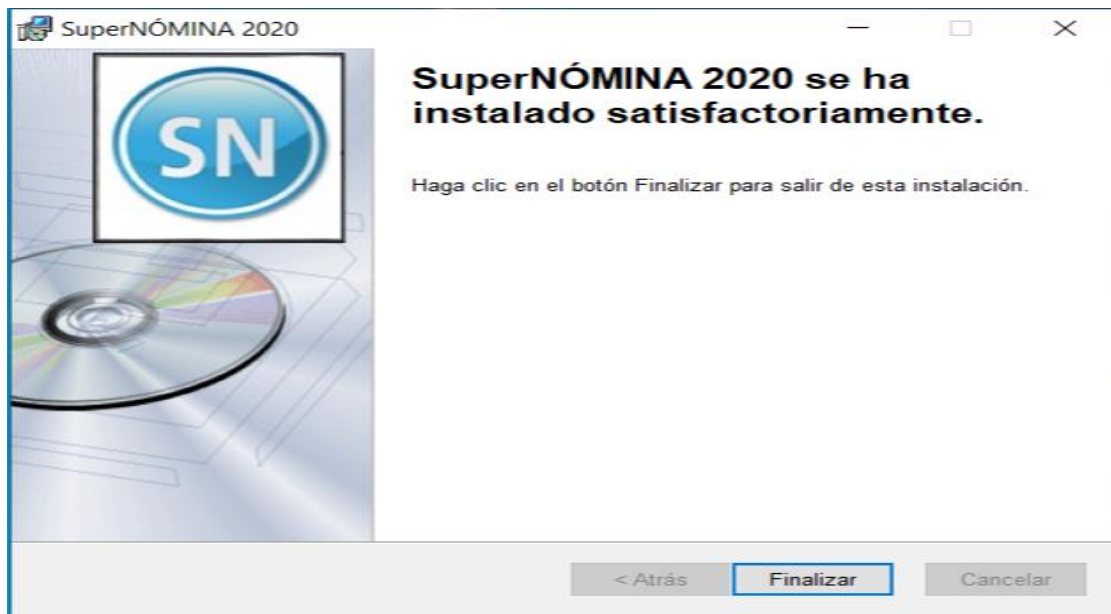 SuperNÓMINA 2020
SN
SuperNÓMINA 2020 se ha
instalado satisfactoriamente.
Haga clic en el botón Finalizar para salir de esta instalación.
< Atrás
Finalizar
Cancelar